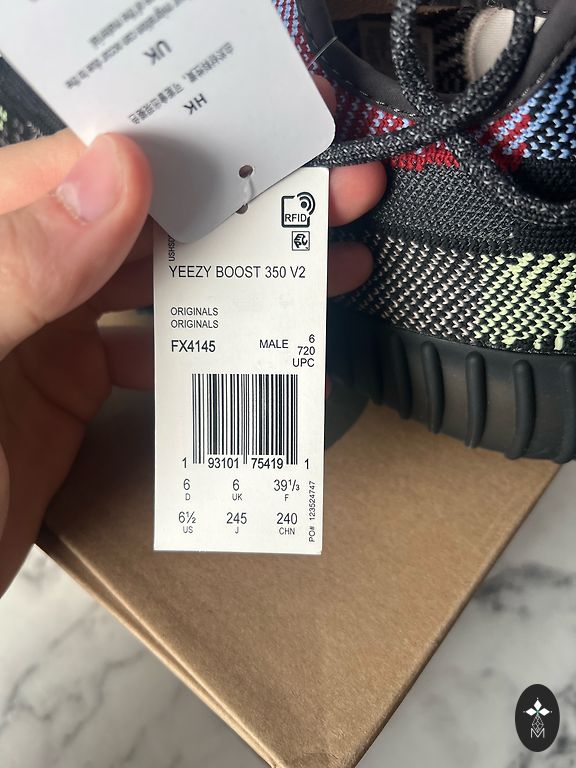 UK
HK
RFID
YEEZY BOOST 350 V2
ORIGINALS
ORIGINALS
FX4145 MALE 6
720
UPC
1 93101 75419 1
6 6 39⅓
D UK F
6½ 245 240
US J CHN
PO# 123524747
M